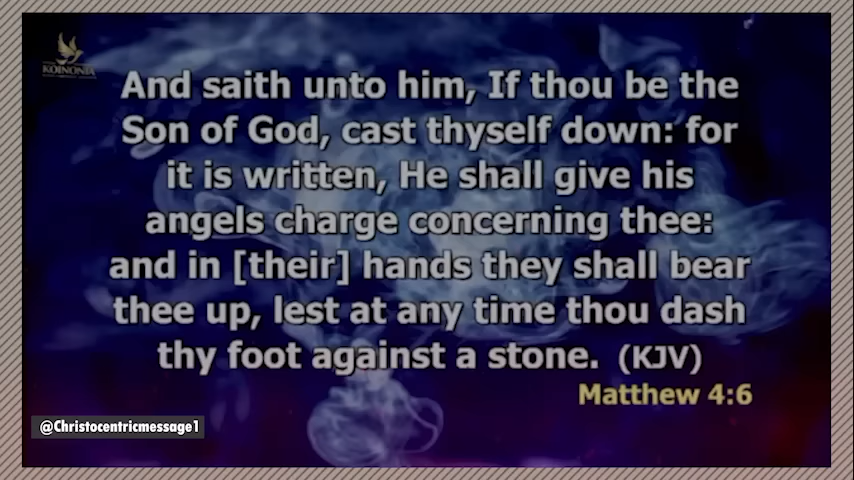 KOINONIA
And saith unto him, If thou be the
Son of God, cast thyself down: for
it is written, He shall give his
angels charge concerning thee:
and in [their] hands they shall bear
thee up, lest at any time thou dash
thy foot against a stone. (KJV)
Matthew 4:6
@Christocentricmessage1